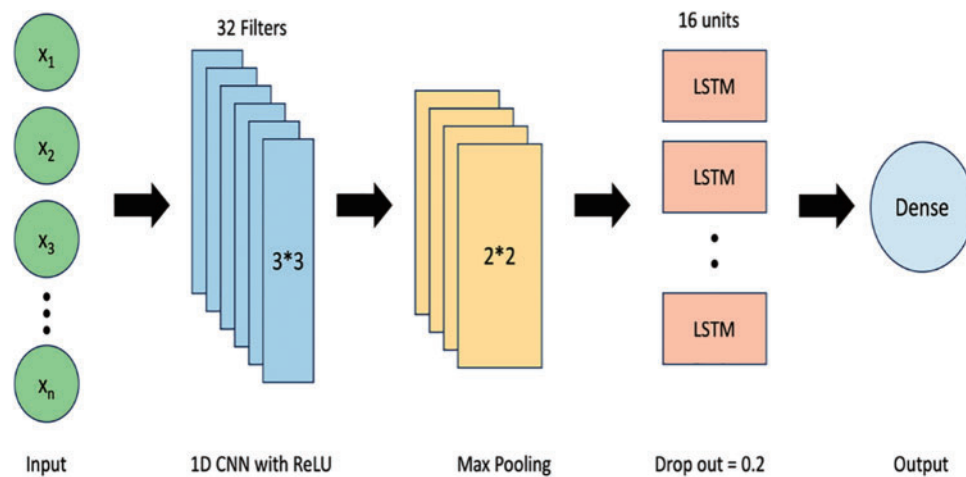 32 Filters
16 units
x1
x2
x3
xn
3*3
2*2
LSTM
LSTM
LSTM
Dense
Input
1D CNN with ReLU
Max Pooling
Drop out = 0.2
Output